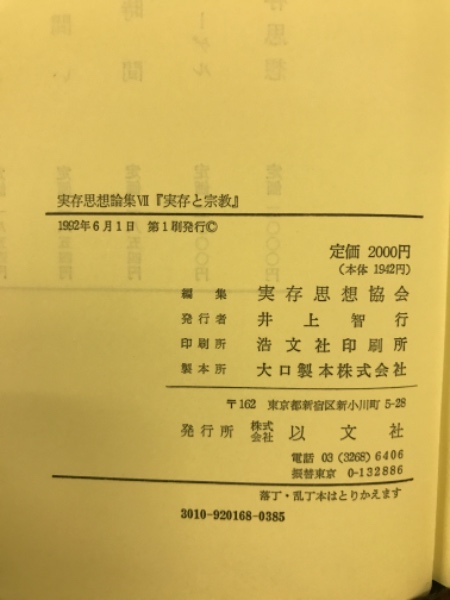 実存思想論集Ⅶ『実存と宗教』
1992年6月1日　第1刷発行©
定価 2000円
（本体 1942円）
編　集　実存思想協会
発行者　井上智行
印刷所　浩文社印刷所
製本所　大口製本株式会社
〒162　東京都新宿区新小川町 5-28
発行所　株式会社　以文社
電話 03 (3268) 6406
振替東京　0-132886
落丁・乱丁本はとりかえます
3010-920168-0385